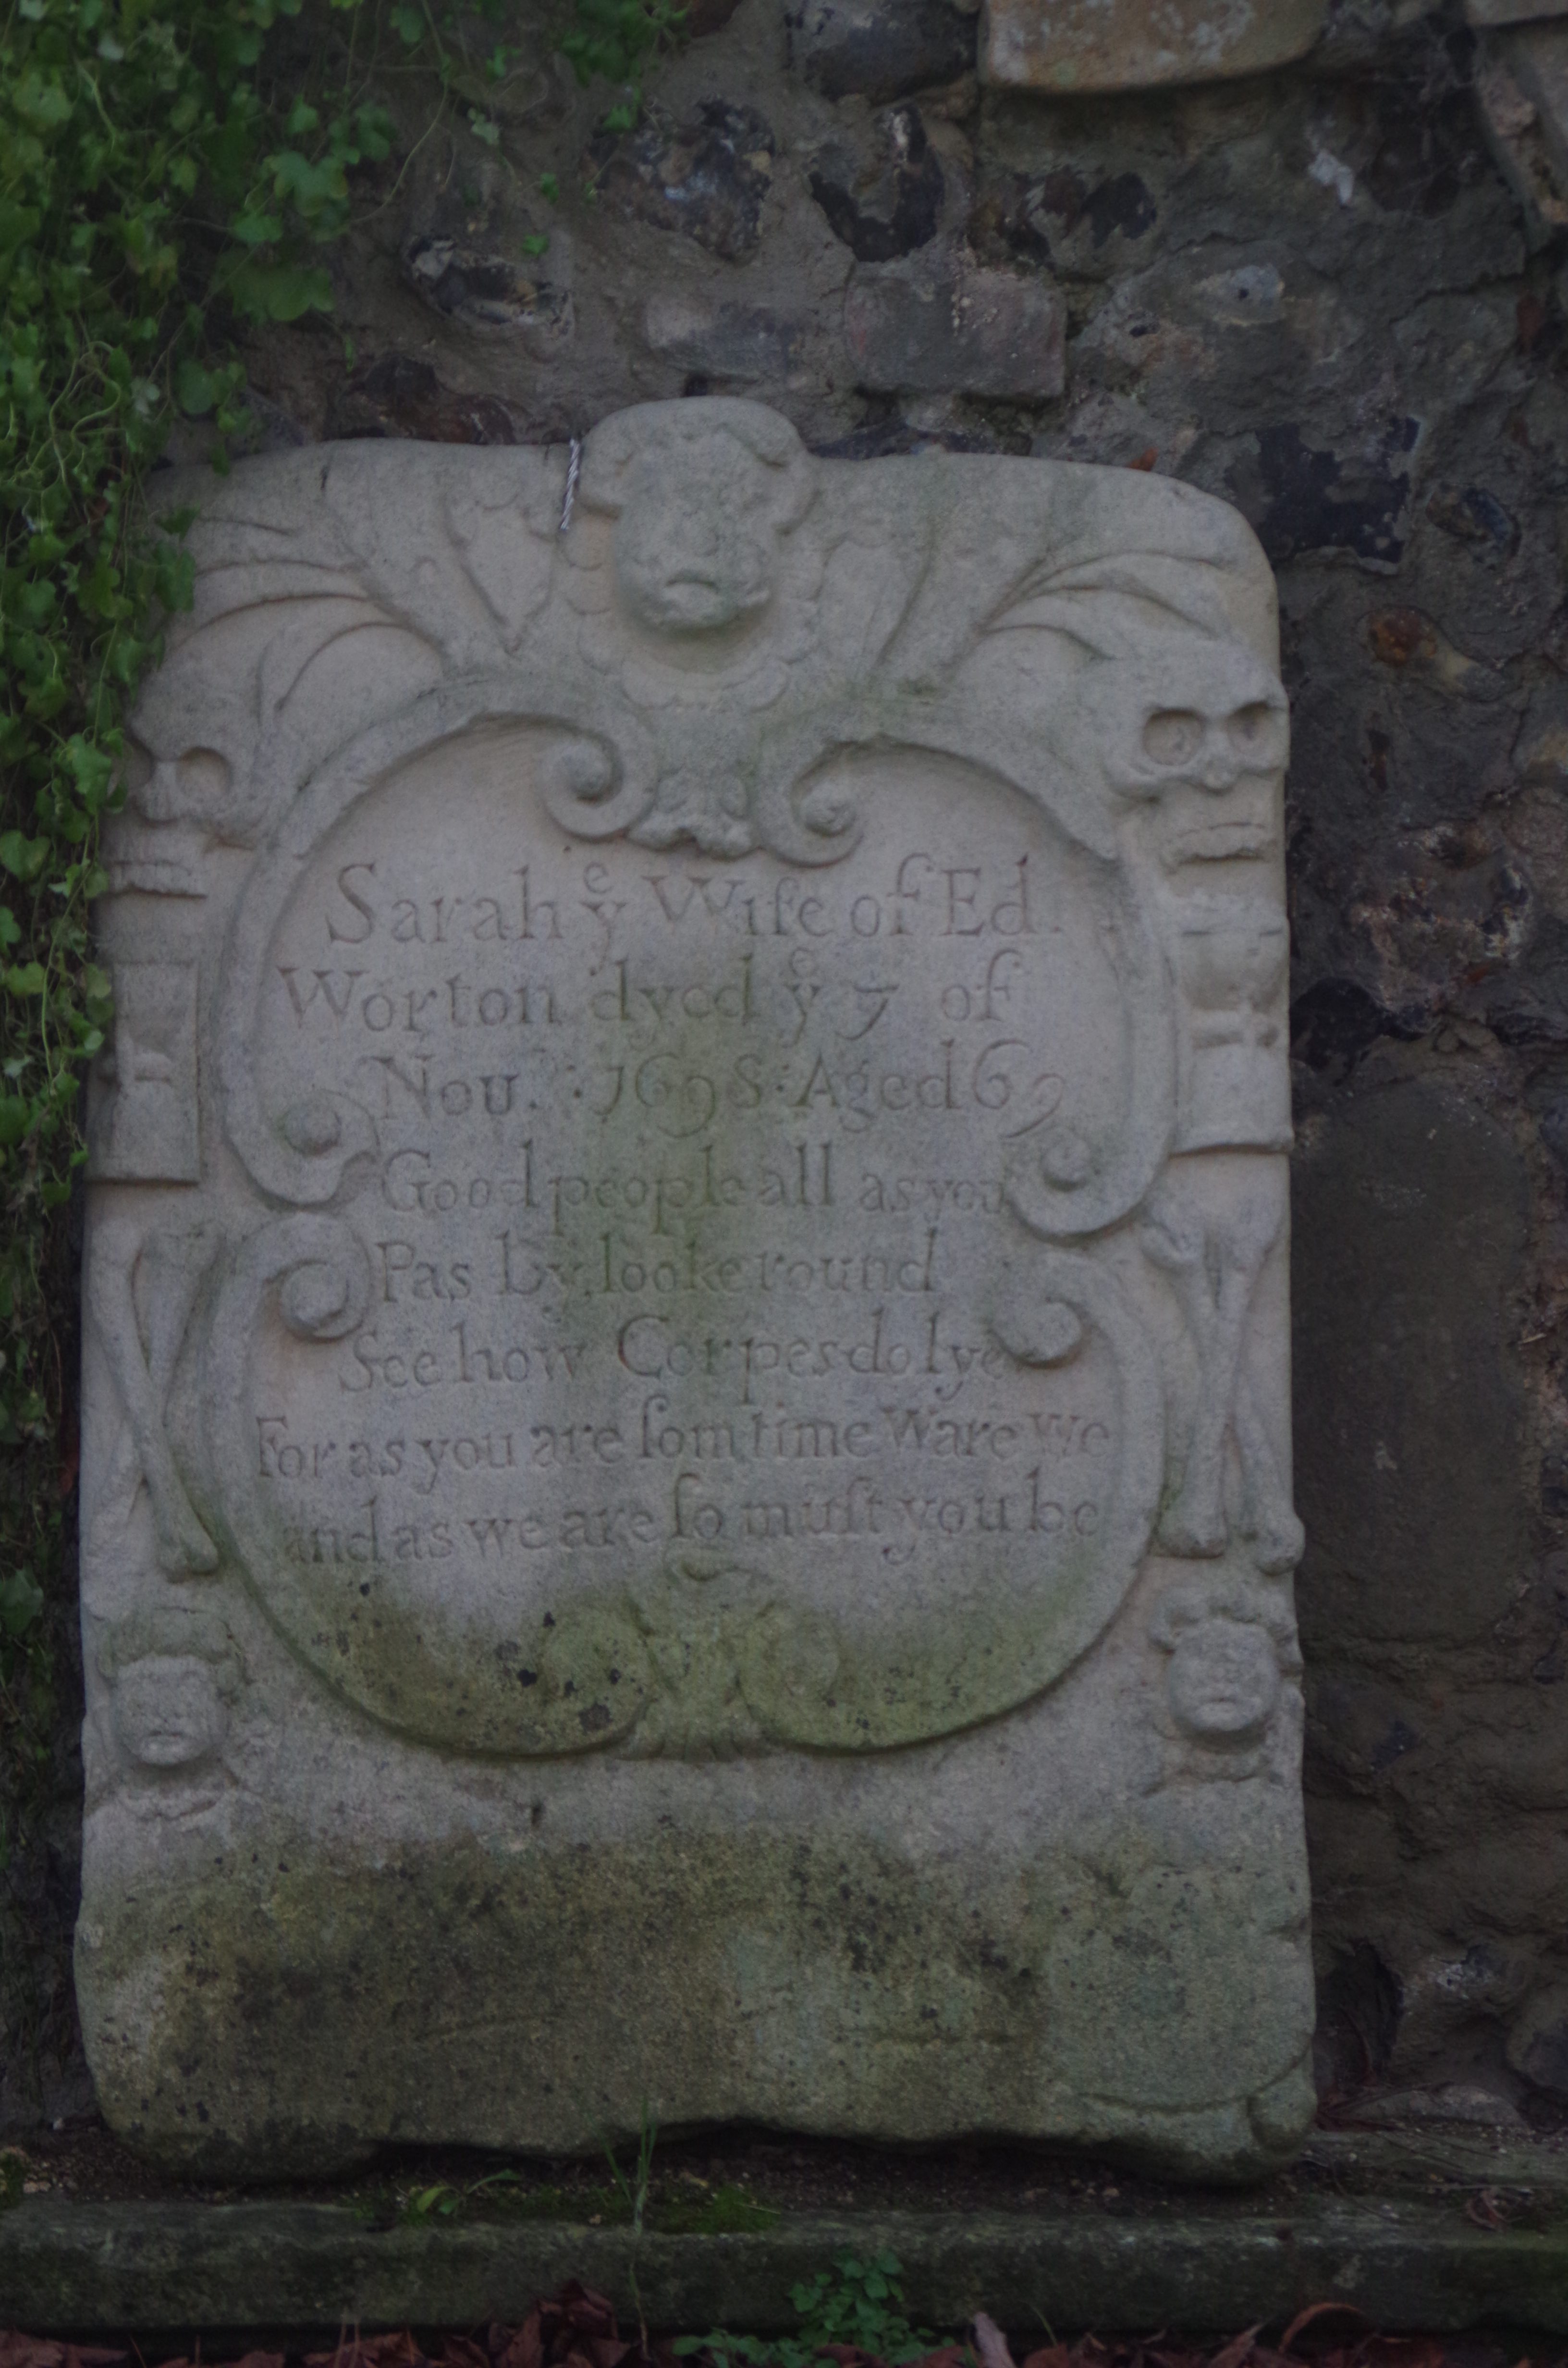 Sarah yᵉ Wife of Ed.
Worton dyed yᵉ 7 of
Nou.: 1698: Aged 69
Good people all as you
Pas by looke round
See how Corpes do lye
For as you are ſomtime Ware We
and as we are ſo muſt you be